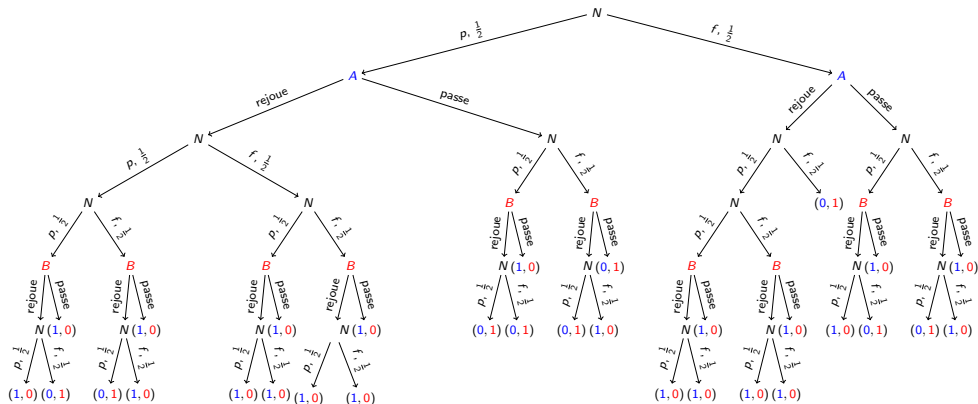 N
p, 1/2 f, 1/2
A A
rejoue passe rejoue passe
N N N N
p, 1/2 f, 1/2 p, 1/2 f, 1/2 p, 1/2 f, 1/2 p, 1/2 f, 1/2
N N B B N (0, 1) B B
p, 1/2 f, 1/2 p, 1/2 f, 1/2 rejoue passe rejoue passe p, 1/2 f, 1/2 rejoue passe rejoue passe
B B B B N (1, 0) N (0, 1) B B N (1, 0) N (1, 0)
rejoue passe rejoue passe rejoue passe rejoue passe p, 1/2 f, 1/2 p, 1/2 f, 1/2 rejoue passe rejoue passe p, 1/2 f, 1/2 p, 1/2 f, 1/2
N (1, 0) N (1, 0) N (1, 0) N (1, 0) (0, 1) (0, 1) (0, 1) (1, 0) N (1, 0) N (1, 0) (1, 0) (0, 1) (0, 1) (1, 0)
p, 1/2 f, 1/2 p, 1/2 f, 1/2 p, 1/2 f, 1/2 p, 1/2 f, 1/2 p, 1/2 f, 1/2 p, 1/2 f, 1/2
(1, 0) (0, 1) (0, 1) (1, 0) (1, 0) (1, 0) (1, 0) (1, 0) (1, 0) (1, 0) (1, 0) (1, 0)